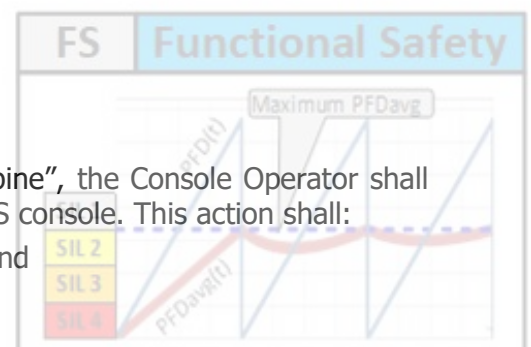 FS Functional Safety
Maximum PFDavg
PFD(t)
pine", the Console Operator shall
S console. This action shall:
nd
SIL 2
SIL 3
SIL 4
PFDavg(t)